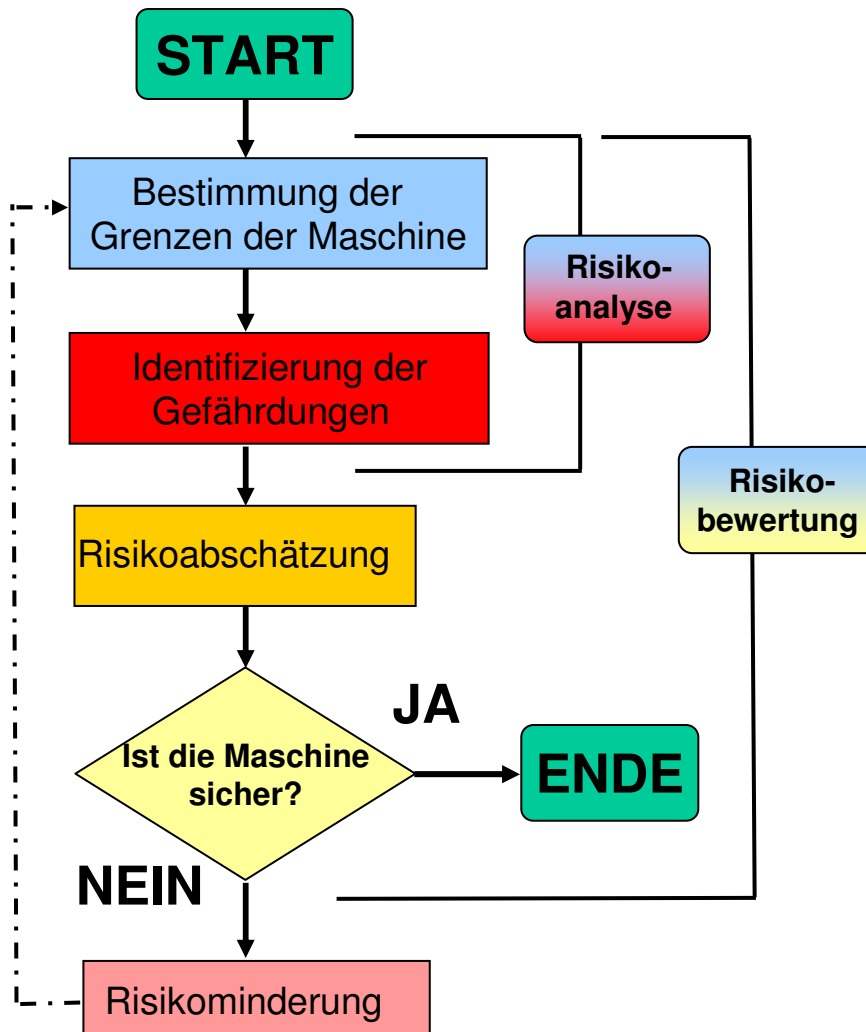 START
Bestimmung der
Grenzen der Maschine
Risiko-
analyse
Identifizierung der
Gefährdungen
Risiko-
bewertung
Risikoabschätzung
JA
Ist die Maschine
sicher?
ENDE
NEIN
Risikominderung